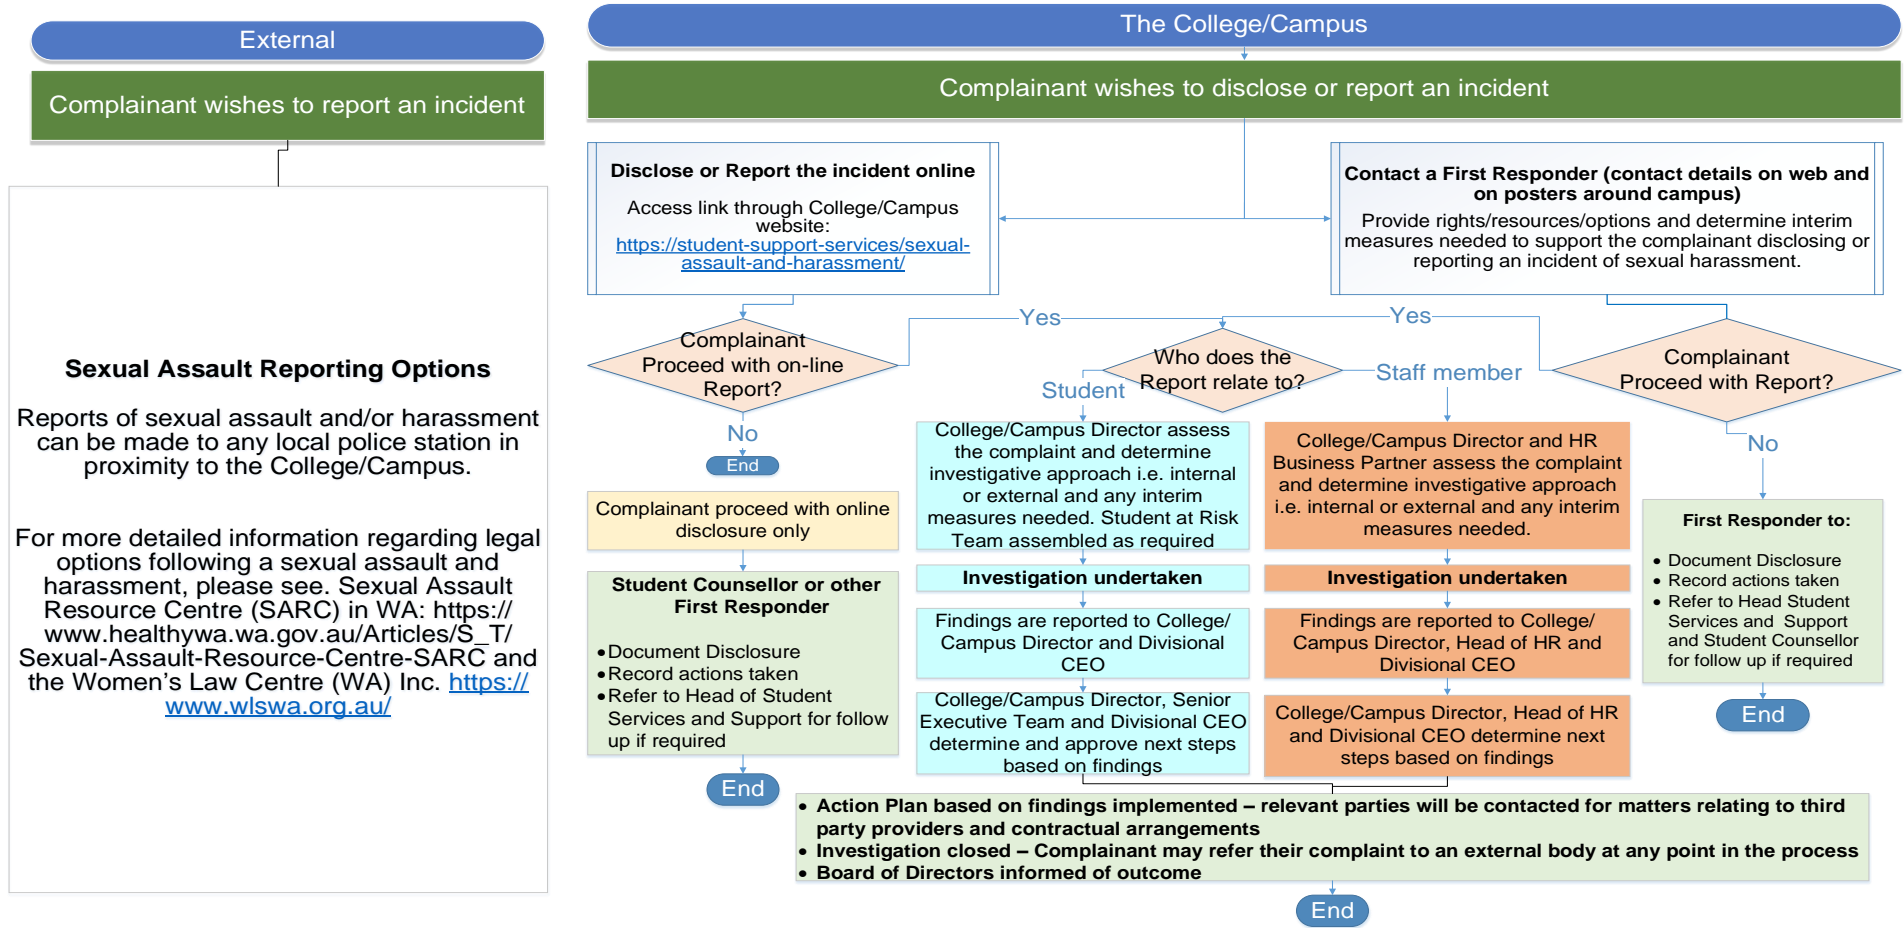 External
Complainant wishes to report an incident
Sexual Assault Reporting Options
Reports of sexual assault and/or harassment
can be made to any local police station in
proximity to the College/Campus.
For more detailed information regarding legal
options following a sexual assault and
harassment, please see. Sexual Assault
Resource Centre (SARC) in WA: https://
www.healthywa.wa.gov.au/Articles/S_T/
Sexual-Assault-Resource-Centre-SARC and
the Women’s Law Centre (WA) Inc. https://
www.wlswa.org.au/
The College/Campus
Complainant wishes to disclose or report an incident
Disclose or Report the incident online
Access link through College/Campus
website:
https://student-support-services/sexual-
assault-and-harassment/
Contact a First Responder (contact details on web and
on posters around campus)
Provide rights/resources/options and determine interim
measures needed to support the complainant disclosing or
reporting an incident of sexual harassment.
Complainant
Proceed with on-line
Report?
Yes
No
End
Who does the
Report relate to?
Yes
Student
Staff member
Complainant
Proceed with Report?
No
Complainant proceed with online
disclosure only
Student Counsellor or other
First Responder
• Document Disclosure
• Record actions taken
• Refer to Head of Student
Services and Support for follow
up if required
End
College/Campus Director assess
the complaint and determine
investigative approach i.e. internal
or external and any interim
measures needed. Student at Risk
Team assembled as required
Investigation undertaken
Findings are reported to College/
Campus Director and Divisional
CEO
College/Campus Director, Senior
Executive Team and Divisional CEO
determine and approve next steps
based on findings
College/Campus Director and HR
Business Partner assess the complaint
and determine investigative approach
i.e. internal or external and any interim
measures needed.
Investigation undertaken
Findings are reported to College/
Campus Director, Head of HR and
Divisional CEO
College/Campus Director, Head of HR
and Divisional CEO determine next
steps based on findings
First Responder to:
• Document Disclosure
• Record actions taken
• Refer to Head Student
Services and Support
and Student Counsellor
for follow up if required
End
• Action Plan based on findings implemented – relevant parties will be contacted for matters relating to third
party providers and contractual arrangements
• Investigation closed – Complainant may refer their complaint to an external body at any point in the process
• Board of Directors informed of outcome
End